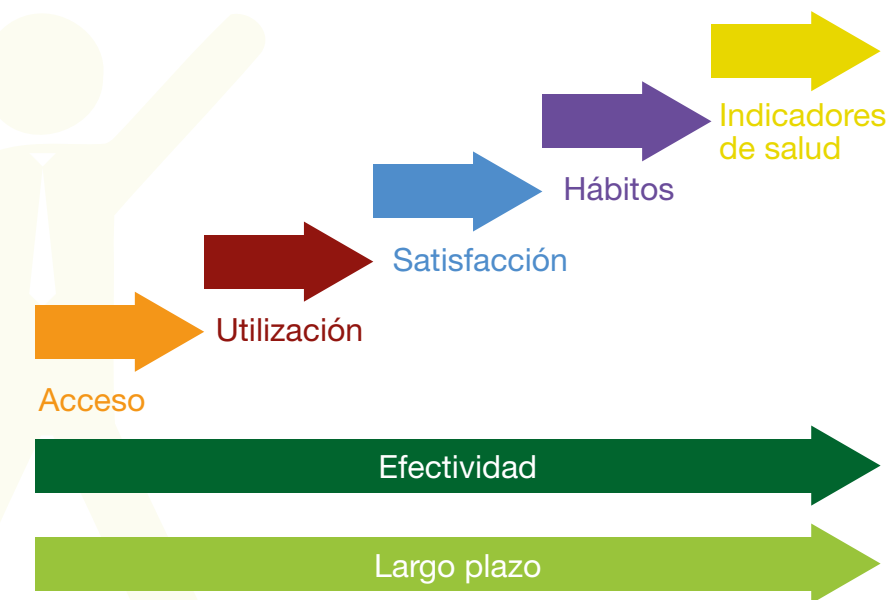 Indicadores
de salud
Hábitos
Satisfacción
Utilización
Acceso
Efectividad
Largo plazo